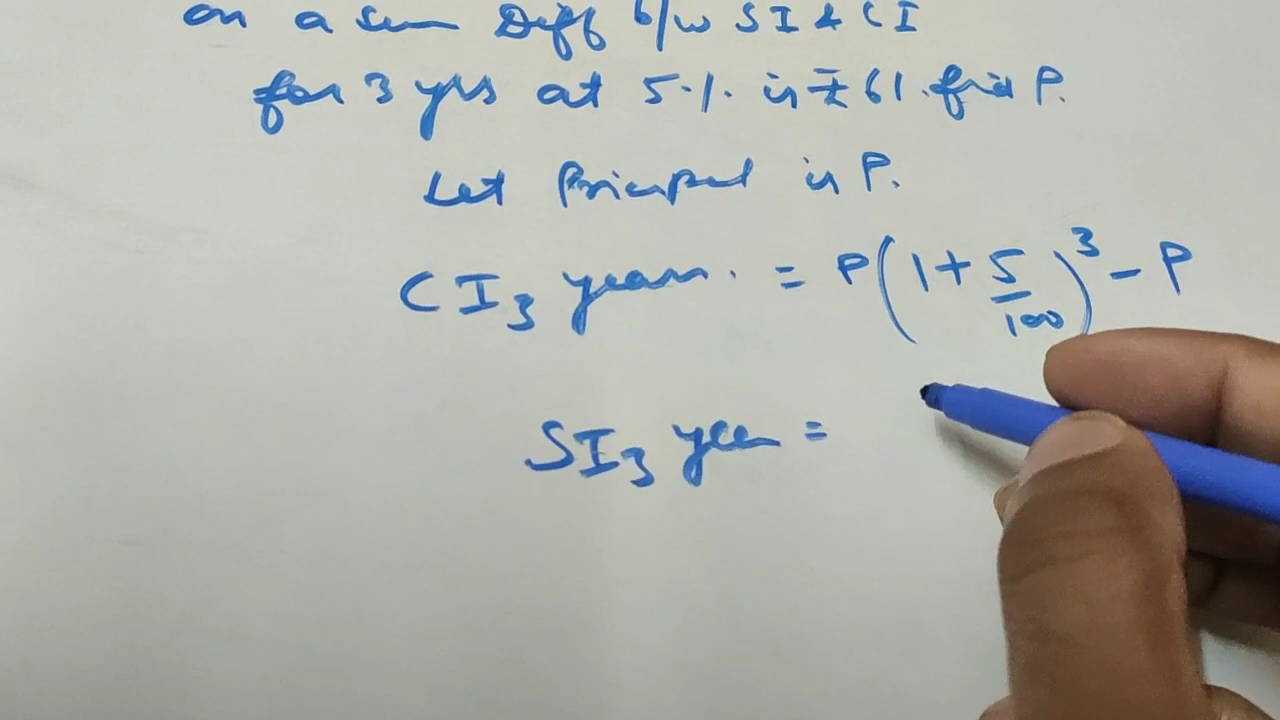 on a sum Diff b/w SI & CI
for 3 yrs at 5.1. is ₹61. find P.
Let Principal is P.
CI3 years. = P(1+5/100)^3-P
SI3 year =